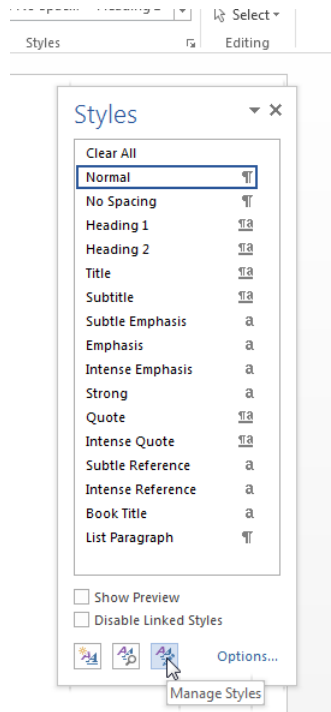 Select
Styles
Editing
Styles
Clear All
Normal ¶
No Spacing ¶
Heading 1 ¶a
Heading 2 ¶a
Title ¶a
Subtitle ¶a
Subtle Emphasis a
Emphasis a
Intense Emphasis a
Strong a
Quote ¶a
Intense Quote ¶a
Subtle Reference a
Intense Reference a
Book Title a
List Paragraph ¶
Show Preview
Disable Linked Styles
Options...
Manage Styles